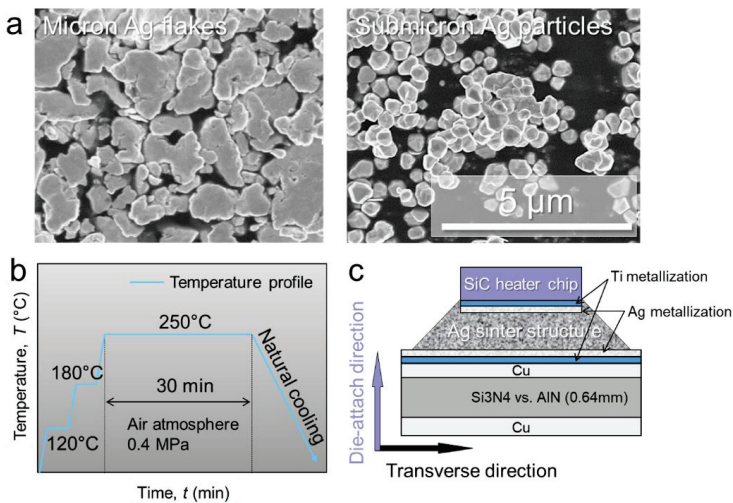 a
Micron Ag flakes
Submicron Ag particles
5 μm
b
Temperature, T (°C)
Temperature profile
250°C
180°C
120°C
30 min
Air atmosphere
0.4 MPa
Natural cooling
Time, t (min)
c
SiC heater chip
Ti metallization
Ag metallization
Ag sinter structure
Cu
Si3N4 vs. AlN (0.64mm)
Cu
Die-attach direction
Transverse direction